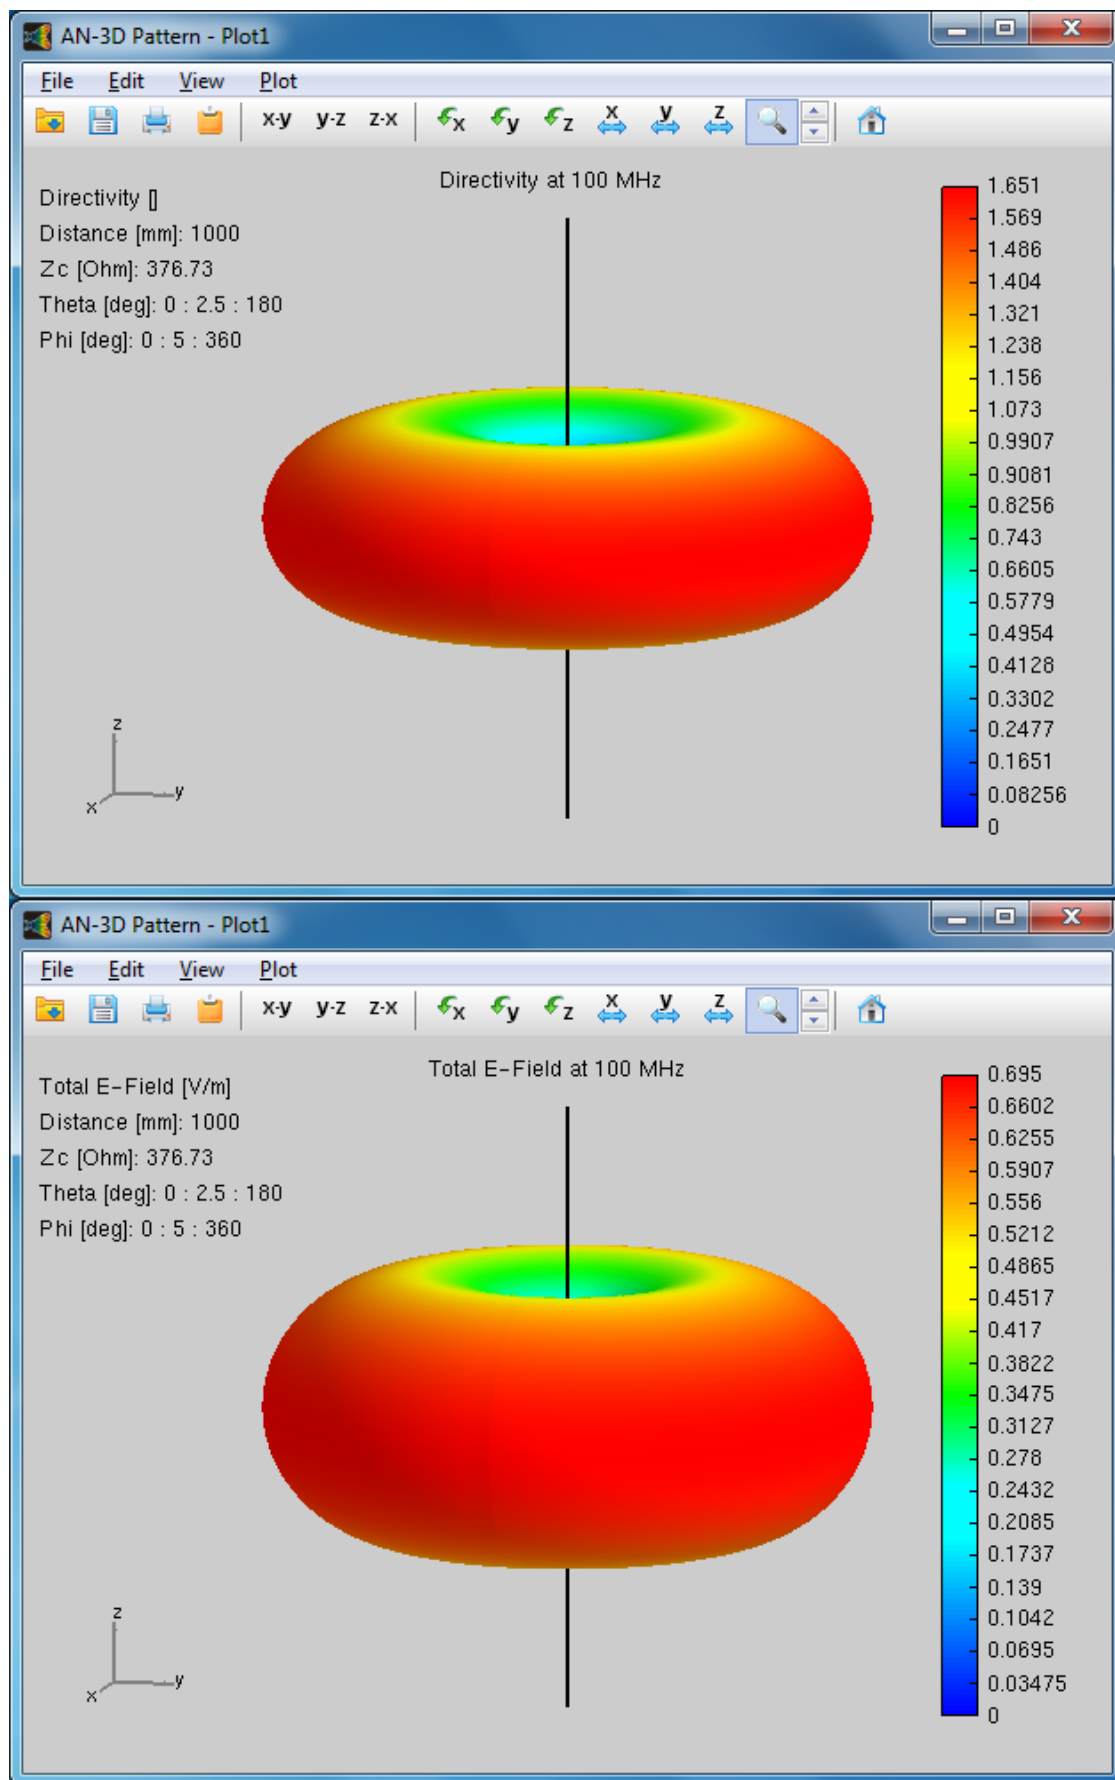 AN-3D Pattern - Plot1
File Edit View Plot
x-y y-z z-x x y z x y z
Directivity at 100 MHz
Directivity []
Distance [mm]: 1000
Zc [Ohm]: 376.73
Theta [deg]: 0 : 2.5 : 180
Phi [deg]: 0 : 5 : 360
1.651
1.569
1.486
1.404
1.321
1.238
1.156
1.073
0.9907
0.9081
0.8256
0.743
0.6605
0.5779
0.4954
0.4128
0.3302
0.2477
0.1651
0.08256
0
z
y
x
AN-3D Pattern - Plot1
File Edit View Plot
x-y y-z z-x x y z x y z
Total E-Field at 100 MHz
Total E-Field [V/m]
Distance [mm]: 1000
Zc [Ohm]: 376.73
Theta [deg]: 0 : 2.5 : 180
Phi [deg]: 0 : 5 : 360
0.695
0.6602
0.6255
0.5907
0.556
0.5212
0.4865
0.4517
0.417
0.3822
0.3475
0.3127
0.278
0.2432
0.2085
0.1737
0.139
0.1042
0.0695
0.03475
0
z
y
x